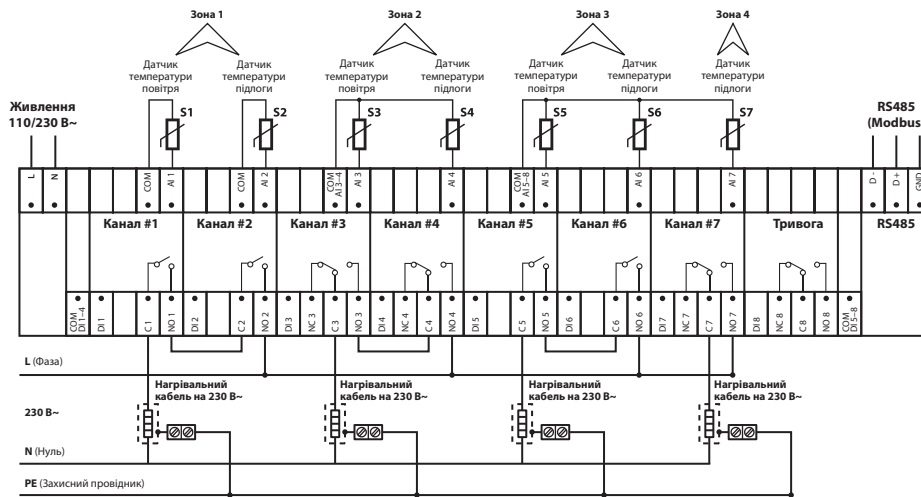 Зона 1
Зона 2
Зона 3
Зона 4
Датчик температури повітря
Датчик температури підлоги
Датчик температури повітря
Датчик температури підлоги
Датчик температури повітря
Датчик температури підлоги
Датчик температури підлоги
Живлення
110/230 В~
S1
S2
S3
S4
S5
S6
S7
RS485
(Modbus
L
N
COM
AI 1
COM
AI 2
COM AI 3–4
AI 3
AI 4
COM AI 5–8
AI 5
AI 6
AI 7
D -
D +
GND
Канал #1
Канал #2
Канал #3
Канал #4
Канал #5
Канал #6
Канал #7
Тривога
RS485
COM DI 1–4
DI 1
C 1
NO 1
DI 2
C 2
NO 2
DI 3
NC 3
C 3
NO 3
DI 4
NC 4
C 4
NO 4
DI 5
C 5
NO 5
DI 6
C 6
NO 6
DI 7
NC 7
C 7
NO 7
DI 8
NC 8
C 8
NO 8
COM DI 5–8
L (Фаза)
Нагрівальний кабель на 230 В~
Нагрівальний кабель на 230 В~
Нагрівальний кабель на 230 В~
Нагрівальний кабель на 230 В~
230 В~
N (Нуль)
PE (Захисний провідник)